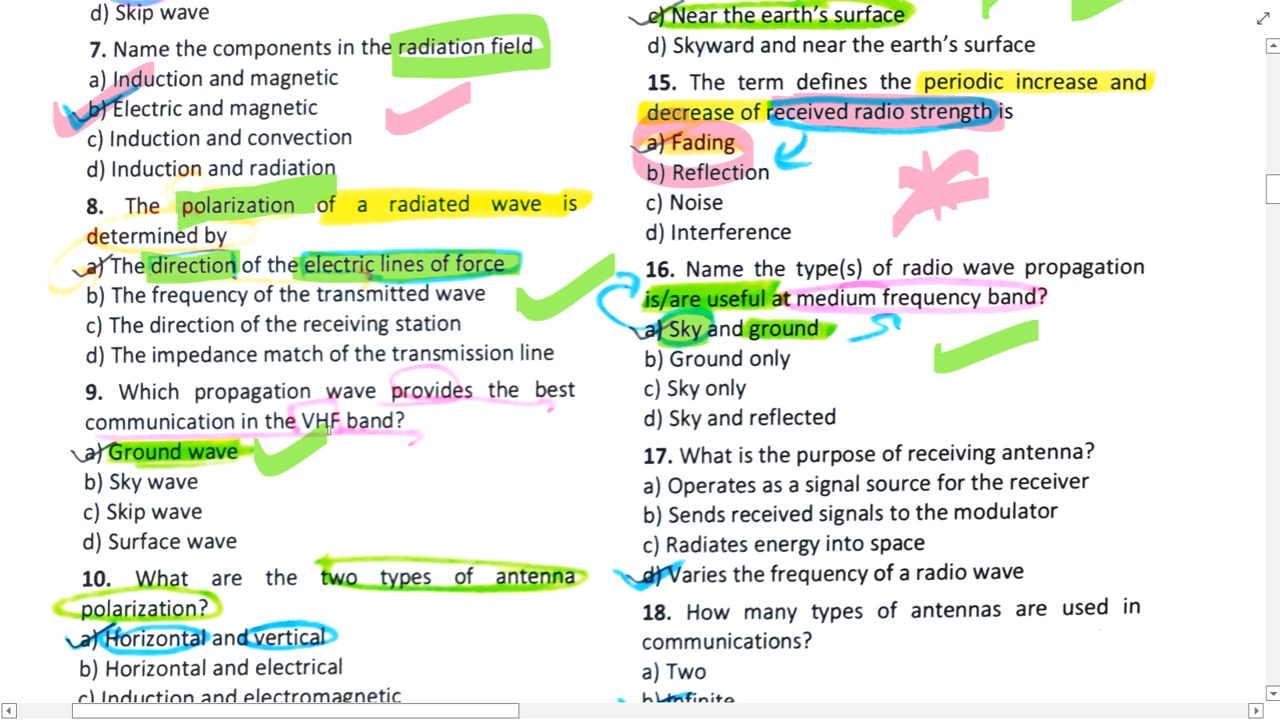 d) Skip wave
7. Name the components in the radiation field
a) Induction and magnetic
b) Electric and magnetic
c) Induction and convection
d) Induction and radiation
8. The polarization of a radiated wave is
determined by
a) The direction of the electric lines of force
b) The frequency of the transmitted wave
c) The direction of the receiving station
d) The impedance match of the transmission line
9. Which propagation wave provides the best
communication in the VHF band?
a) Ground wave
b) Sky wave
c) Skip wave
d) Surface wave
10. What are the two types of antenna
polarization?
a) Horizontal and vertical
b) Horizontal and electrical
c) Induction and electromagnetic
c) Near the earth's surface
d) Skyward and near the earth's surface
15. The term defines the periodic increase and
decrease of received radio strength is
a) Fading
b) Reflection
c) Noise
d) Interference
16. Name the type(s) of radio wave propagation
is/are useful at medium frequency band?
a) Sky and ground
b) Ground only
c) Sky only
d) Sky and reflected
17. What is the purpose of receiving antenna?
a) Operates as a signal source for the receiver
b) Sends received signals to the modulator
c) Radiates energy into space
d) Varies the frequency of a radio wave
18. How many types of antennas are used in
communications?
a) Two
b) Infinite